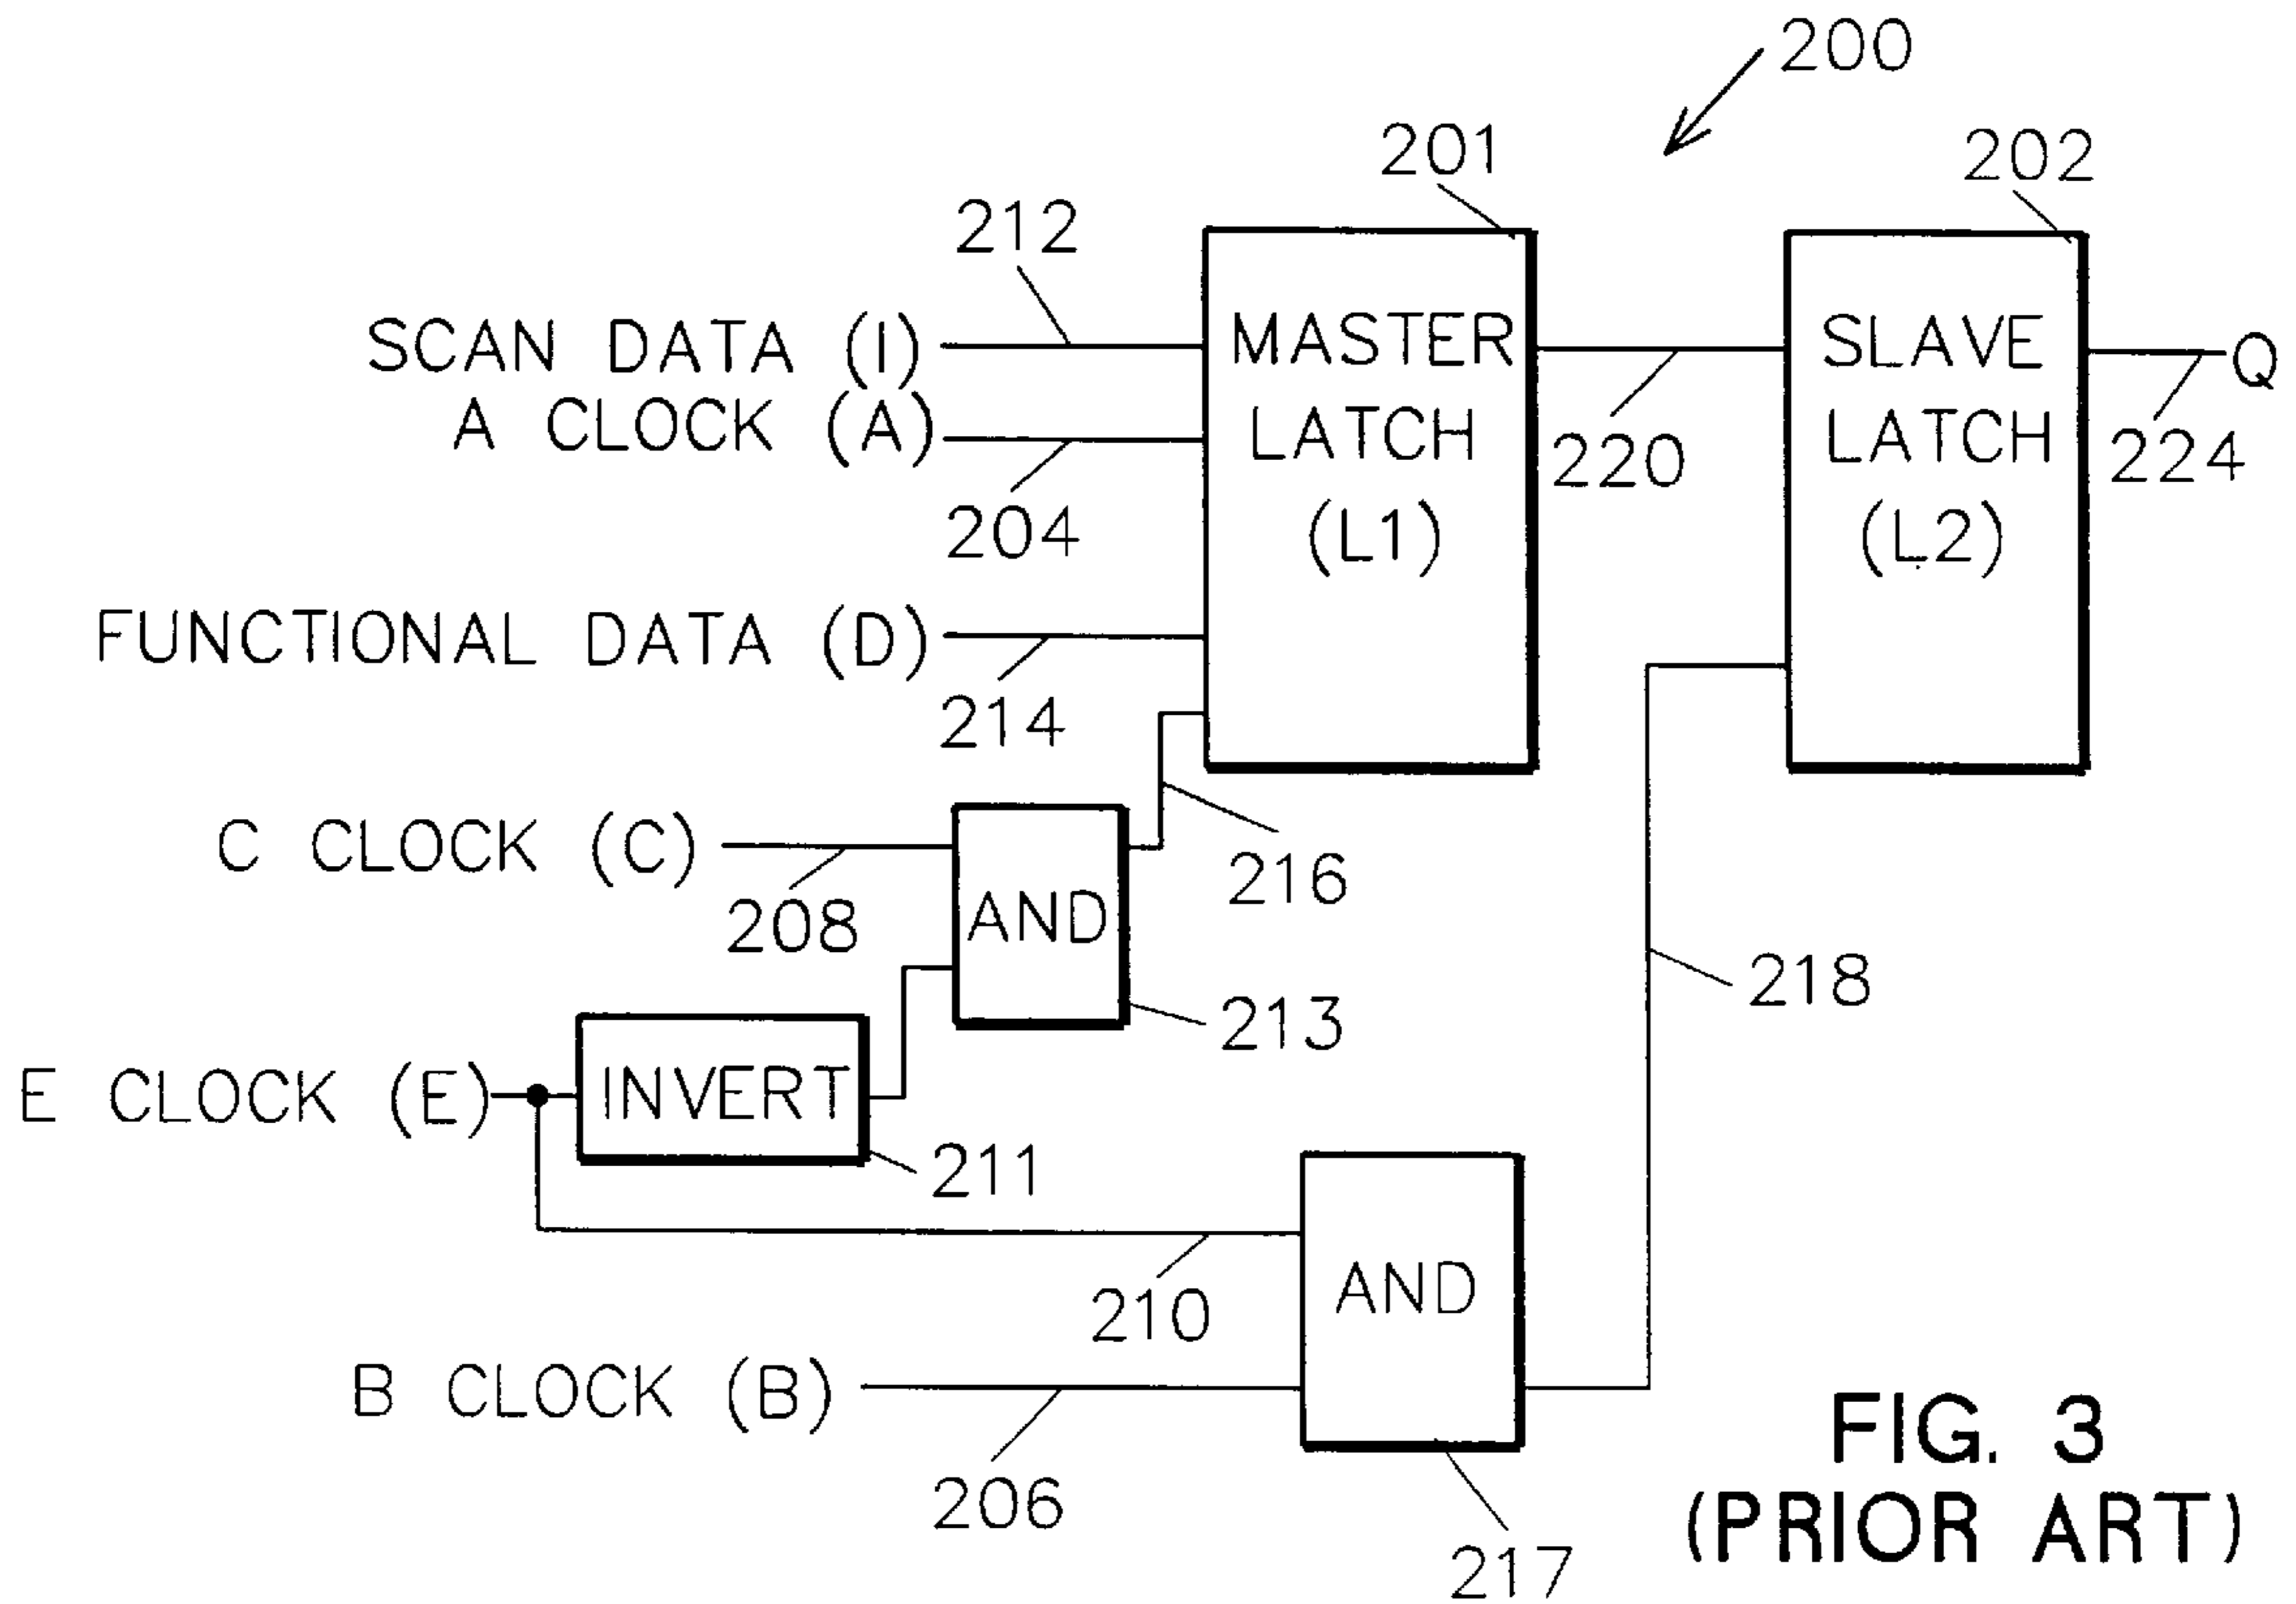 200
201
202
212
SCAN DATA (I)
MASTER
SLAVE
Q
A CLOCK (A)
LATCH
LATCH
220
224
204
(L1)
(L2)
FUNCTIONAL DATA (D)
214
C CLOCK (C)
216
208
AND
218
213
E CLOCK (E)
INVERT
211
210
AND
B CLOCK (B)
206
217
FIG. 3
(PRIOR ART)